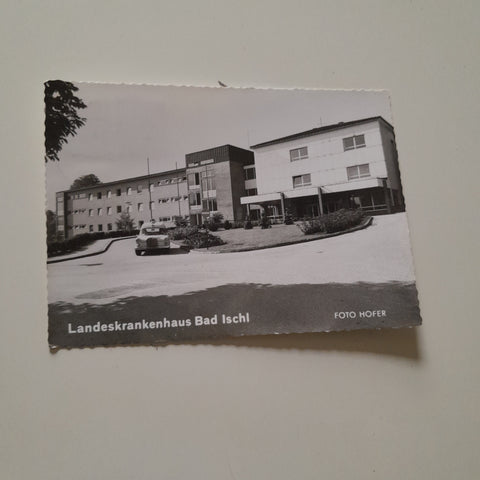 Landeskrankenhaus Bad Ischl
FOTO HOFER